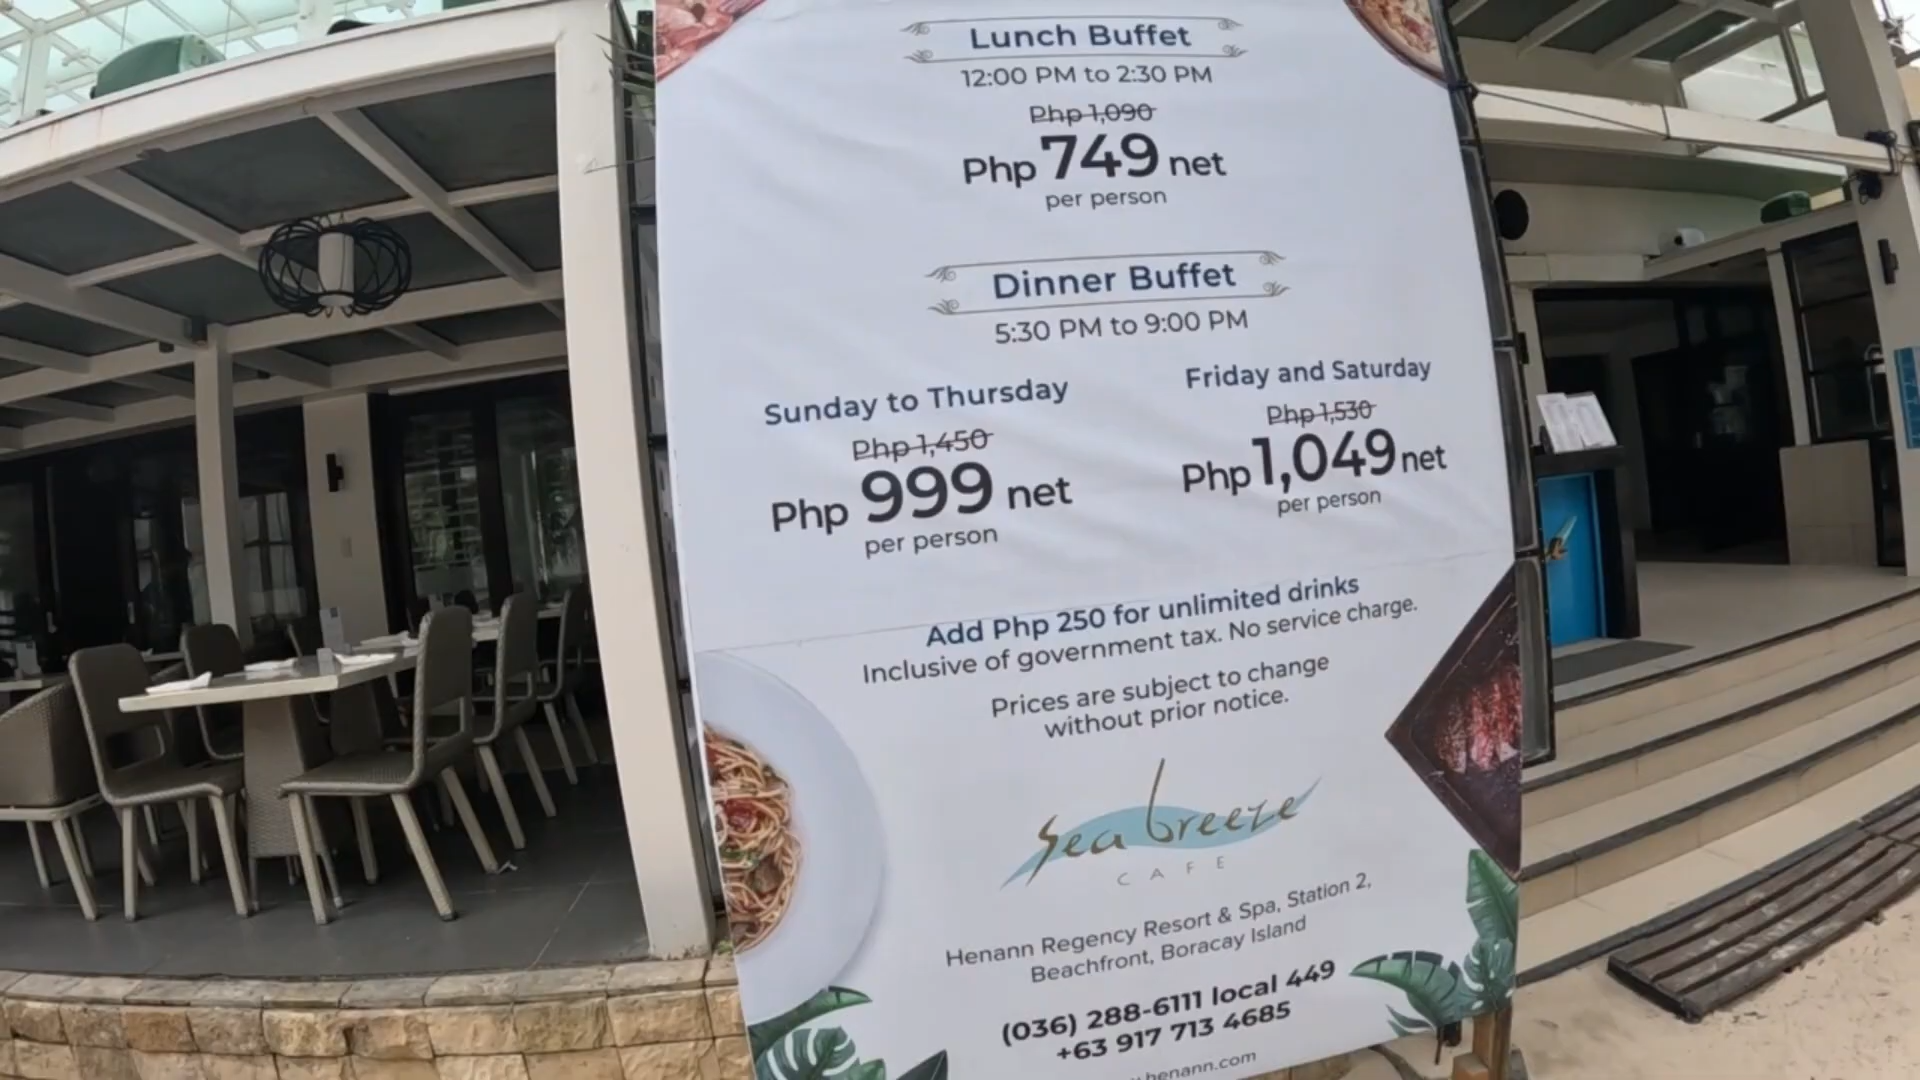 Lunch Buffet
12:00 PM to 2:30 PM
Php 1,090
Php 749 net
per person
Dinner Buffet
5:30 PM to 9:00 PM
Sunday to Thursday
Php 1,450
Php 999 net
per person
Friday and Saturday
Php 1,530
Php 1,049 net
per person
Add Php 250 for unlimited drinks
Inclusive of government tax. No service charge.
Prices are subject to change
without prior notice.
sea breeze
CAFE
Henann Regency Resort & Spa, Station 2,
Beachfront, Boracay Island
(036) 288-6111 local 449
+63 917 713 4685
henann.com